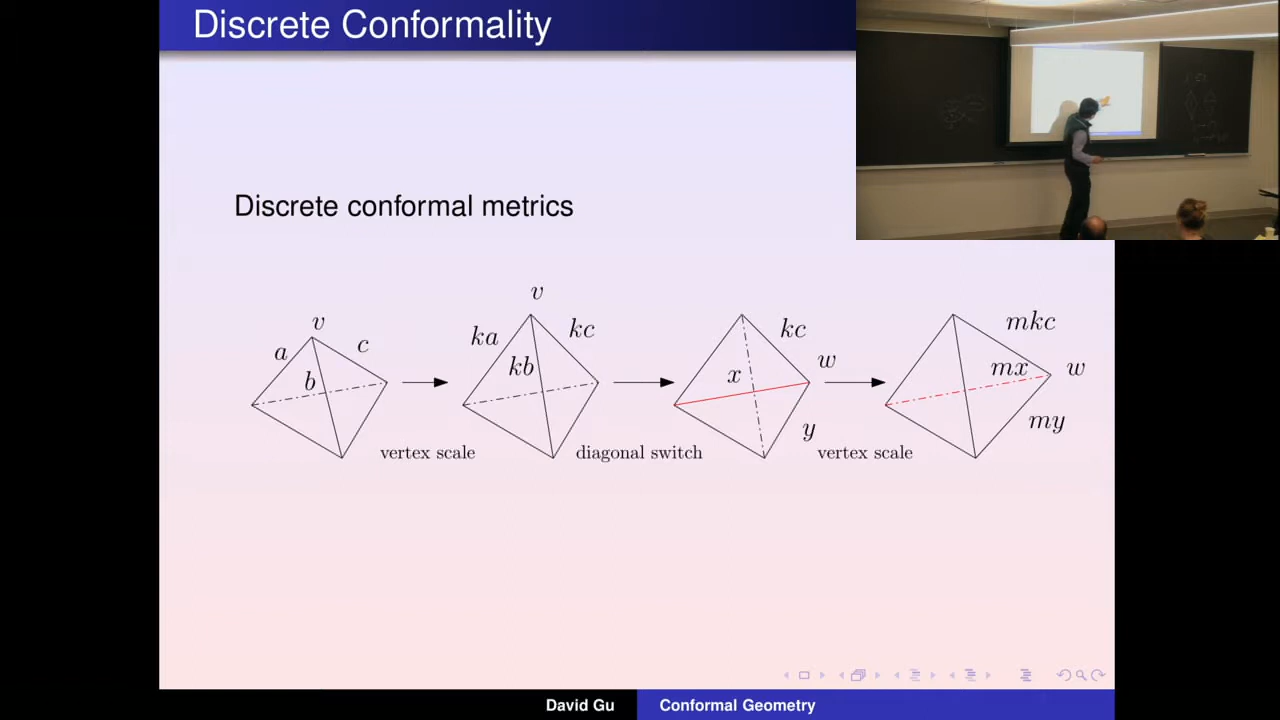 Discrete Conformality
Discrete conformal metrics
v
a
c
b
vertex scale
v
ka
kc
kb
diagonal switch
kc
w
x
y
vertex scale
mkc
mx
w
my
David Gu
Conformal Geometry